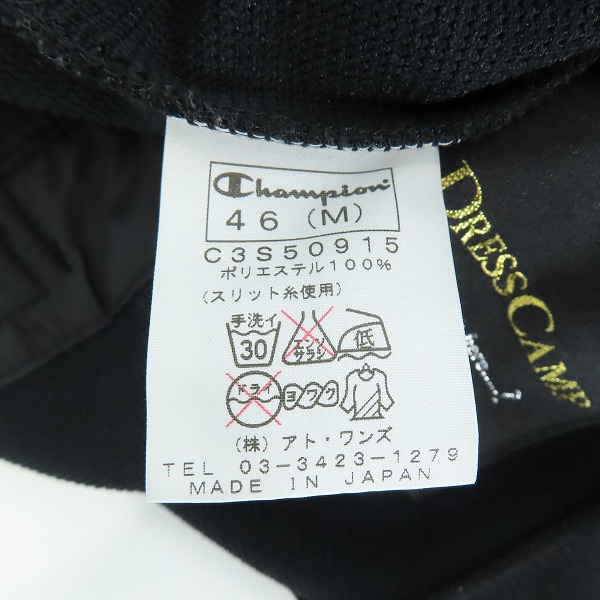 Champion
46 (M)
C3S50915
ポリエステル100%
(スリット糸使用)
手洗イ
30
エンソ
サラシ
低
ドライ
ヨワク
(株) アト・ワンズ
TEL 03-3423-1279
MADE IN JAPAN
DRESSCAMP